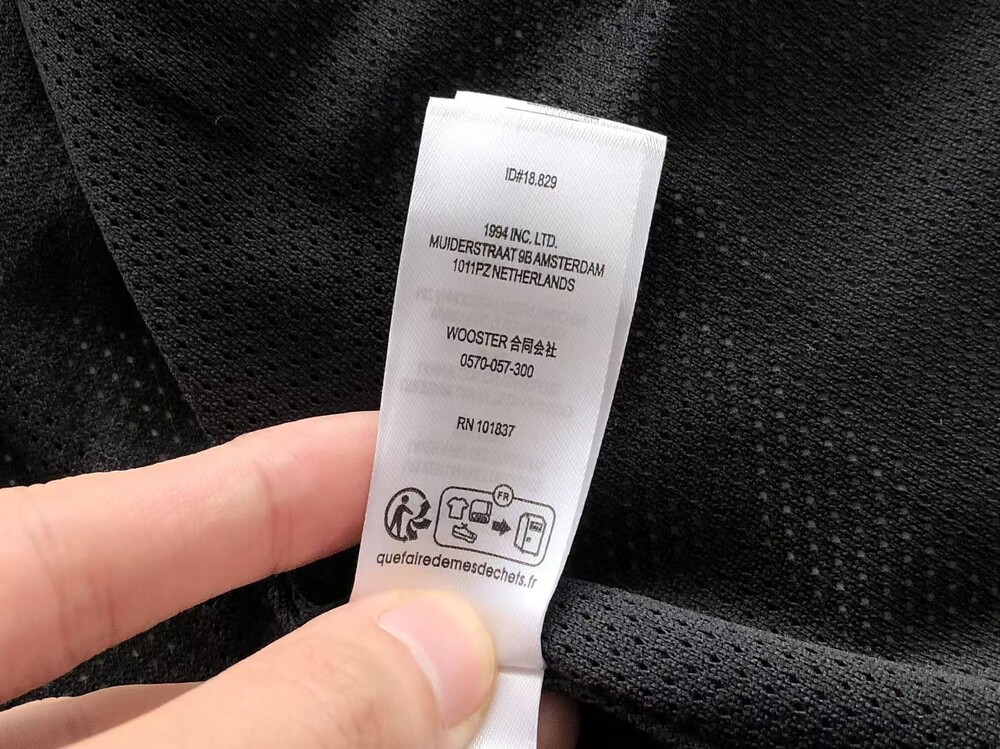 ID#18.829
1994 INC. LTD.
MUIDERSTRAAT 9B AMSTERDAM
1011PZ NETHERLANDS
WOOSTER 合同会社
0570-057-300
RN 101837
FR
quefairedemesdechets.fr